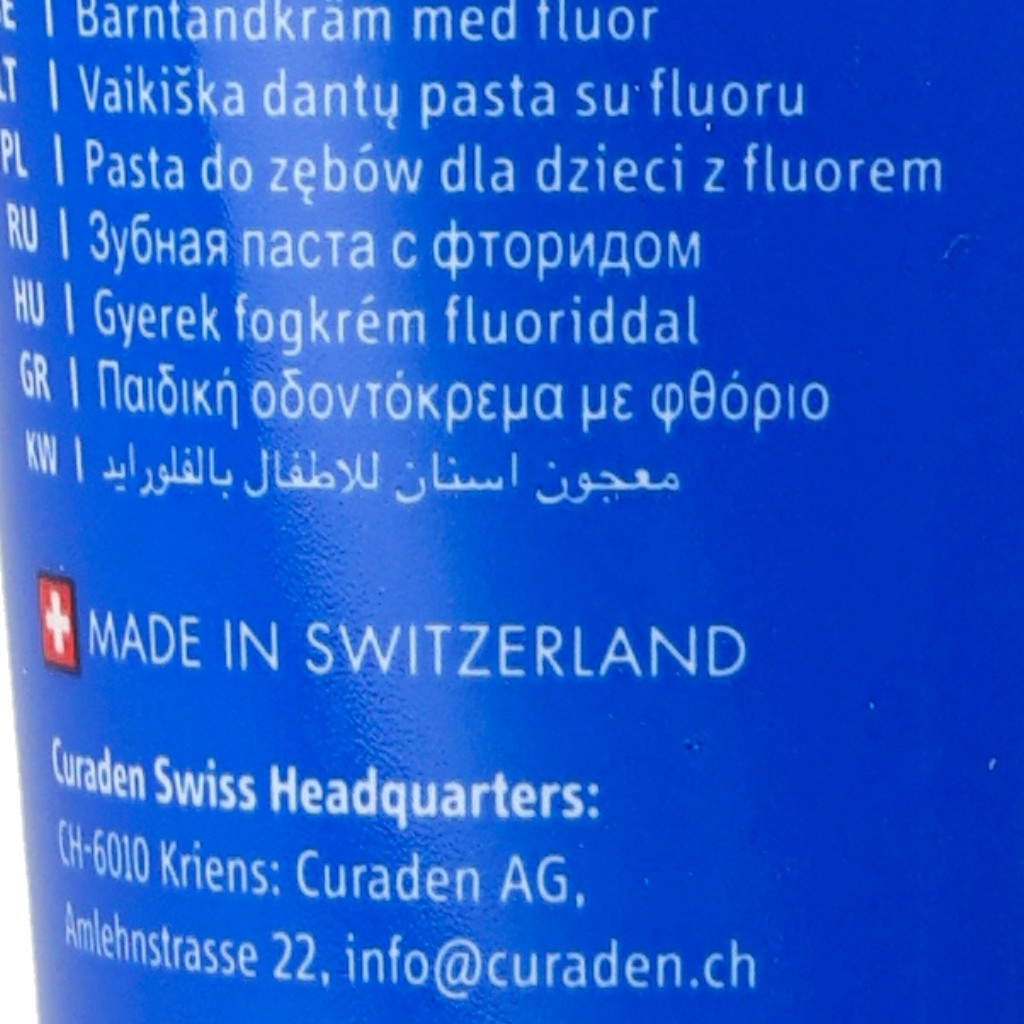 SE | Barntandkräm med fluor
LT | Vaikiška dantų pasta su fluoru
PL | Pasta do zębów dla dzieci z fluorem
RU | Зубная паста с фторидом
HU | Gyerek fogkrém fluoriddal
GR | Παιδική οδοντόκρεμα με φθόριο
KW | معجون اسنان للاطفال بالفلورايد
MADE IN SWITZERLAND
Curaden Swiss Headquarters:
CH-6010 Kriens: Curaden AG,
Amlehnstrasse 22, info@curaden.ch